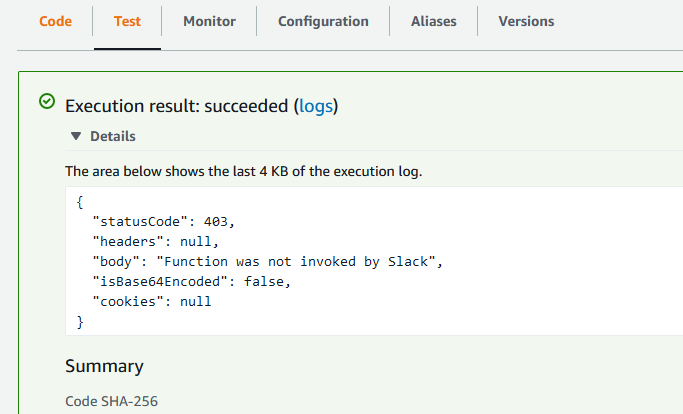 Code Test Monitor Configuration Aliases Versions
Execution result: succeeded (logs)
Details
The area below shows the last 4 KB of the execution log.
{
"statusCode": 403,
"headers": null,
"body": "Function was not invoked by Slack",
"isBase64Encoded": false,
"cookies": null
}
Summary
Code SHA-256